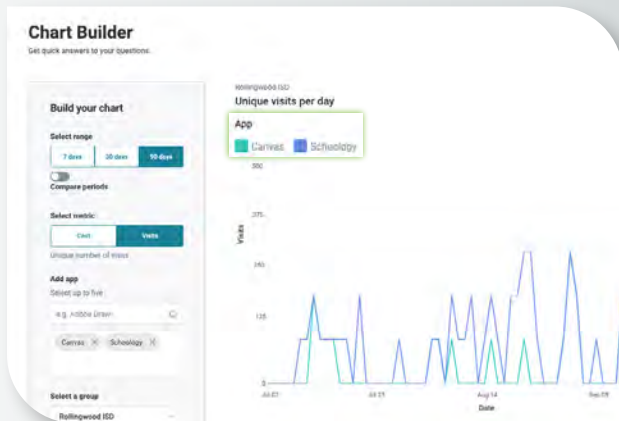 Chart Builder
Get quick answers to your questions.
Build your chart
Select range
7 days 30 days 90 days
Compare periods
Select metric
Cost Visits
Unique number of
Add app
Select up to five
e.g. Adobe Draw
Canvas × Schoology ×
Select a group
Rollingwood ISD
Rollingwood ISD
Unique visits per day
App
Canvas Schoology
Visits
0
Aug 14
Date